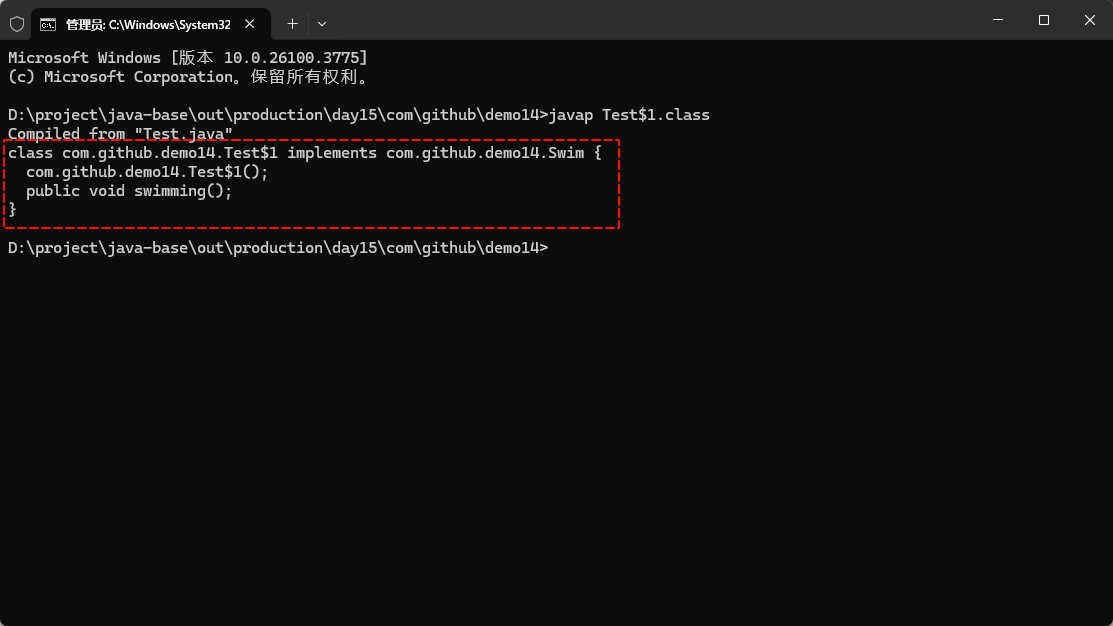 管理员: C:\Windows\System32
Microsoft Windows [版本 10.0.26100.3775]
(c) Microsoft Corporation。保留所有权利。
D:\project\java-base\out\production\day15\com\github\demo14>javap Test$1.class
Compiled from "Test.java"
class com.github.demo14.Test$1 implements com.github.demo14.Swim {
  com.github.demo14.Test$1();
  public void swimming();
}
D:\project\java-base\out\production\day15\com\github\demo14>